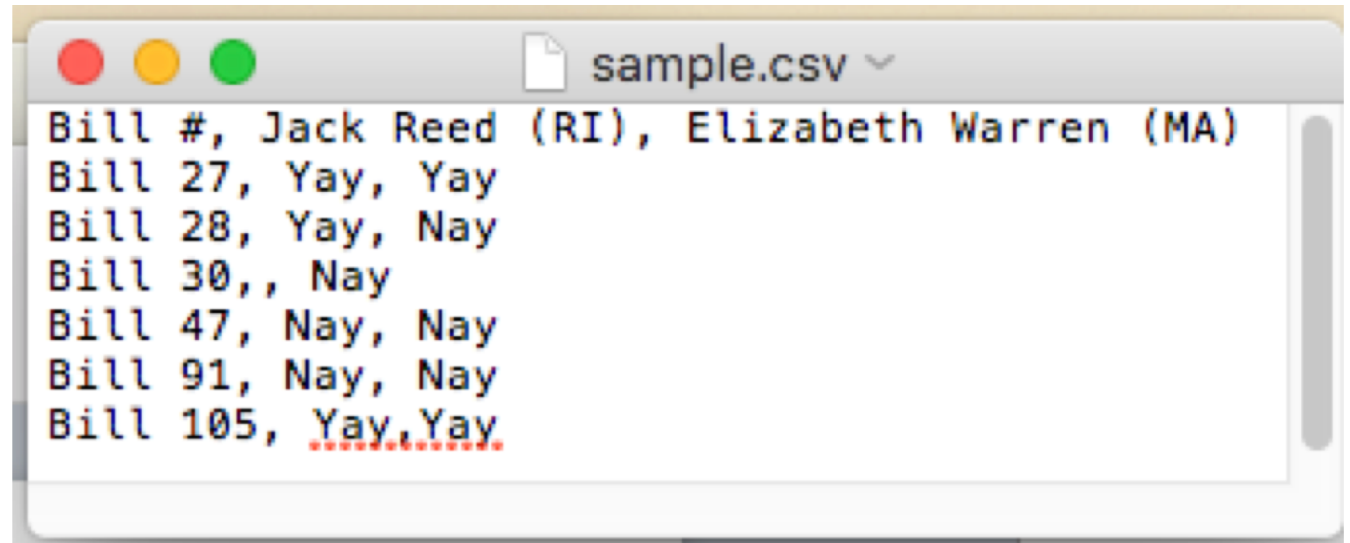 sample.csv
Bill #, Jack Reed (RI), Elizabeth Warren (MA)
Bill 27, Yay, Yay
Bill 28, Yay, Nay
Bill 30,, Nay
Bill 47, Nay, Nay
Bill 91, Nay, Nay
Bill 105, Yay,Yay